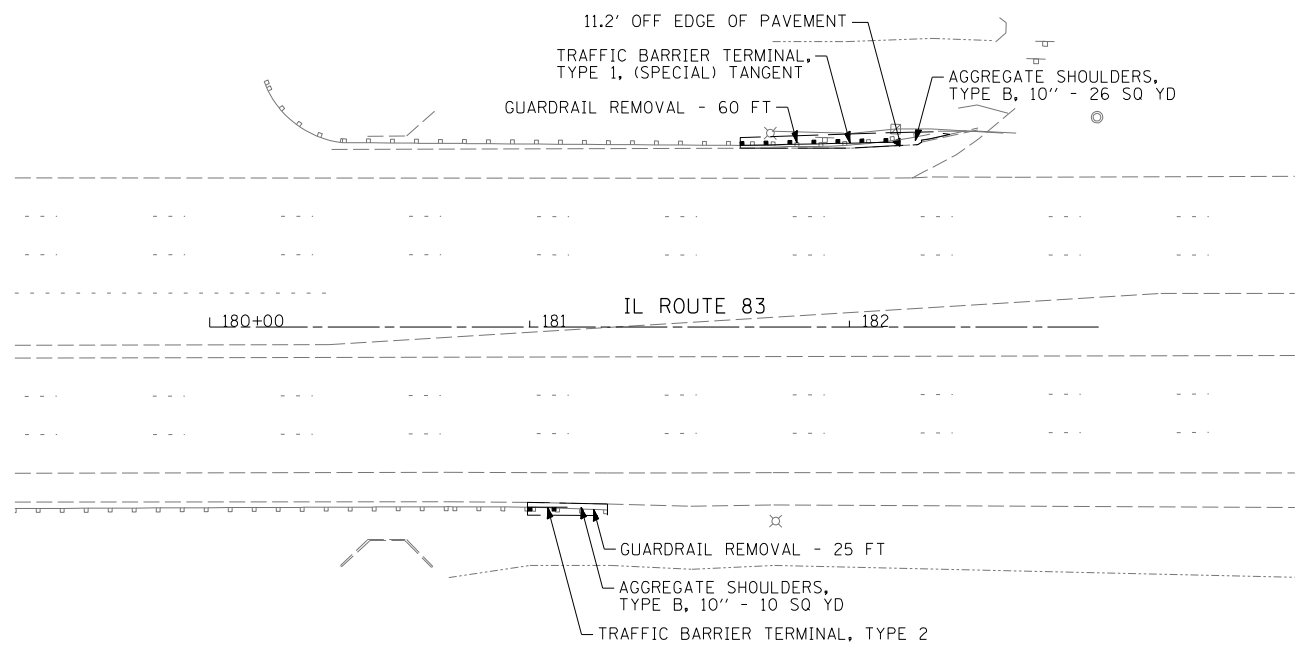 11.2' OFF EDGE OF PAVEMENT
TRAFFIC BARRIER TERMINAL,
TYPE 1, (SPECIAL) TANGENT
AGGREGATE SHOULDERS,
TYPE B, 10'' - 26 SQ YD
GUARDRAIL REMOVAL - 60 FT
IL ROUTE 83
180+00
181
182
GUARDRAIL REMOVAL - 25 FT
AGGREGATE SHOULDERS,
TYPE B, 10'' - 10 SQ YD
TRAFFIC BARRIER TERMINAL, TYPE 2